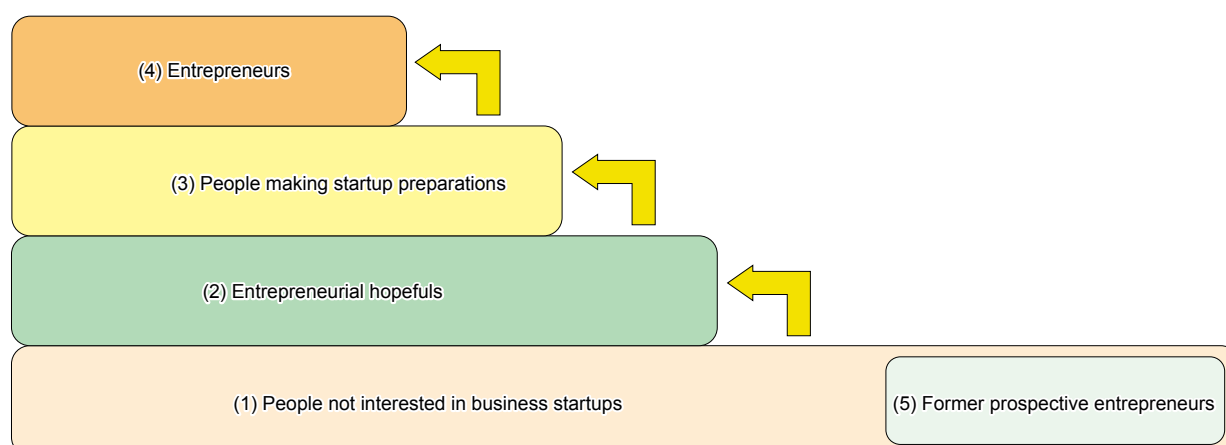 (4) Entrepreneurs
(3) People making startup preparations
(2) Entrepreneurial hopefuls
(1) People not interested in business startups
(5) Former prospective entrepreneurs